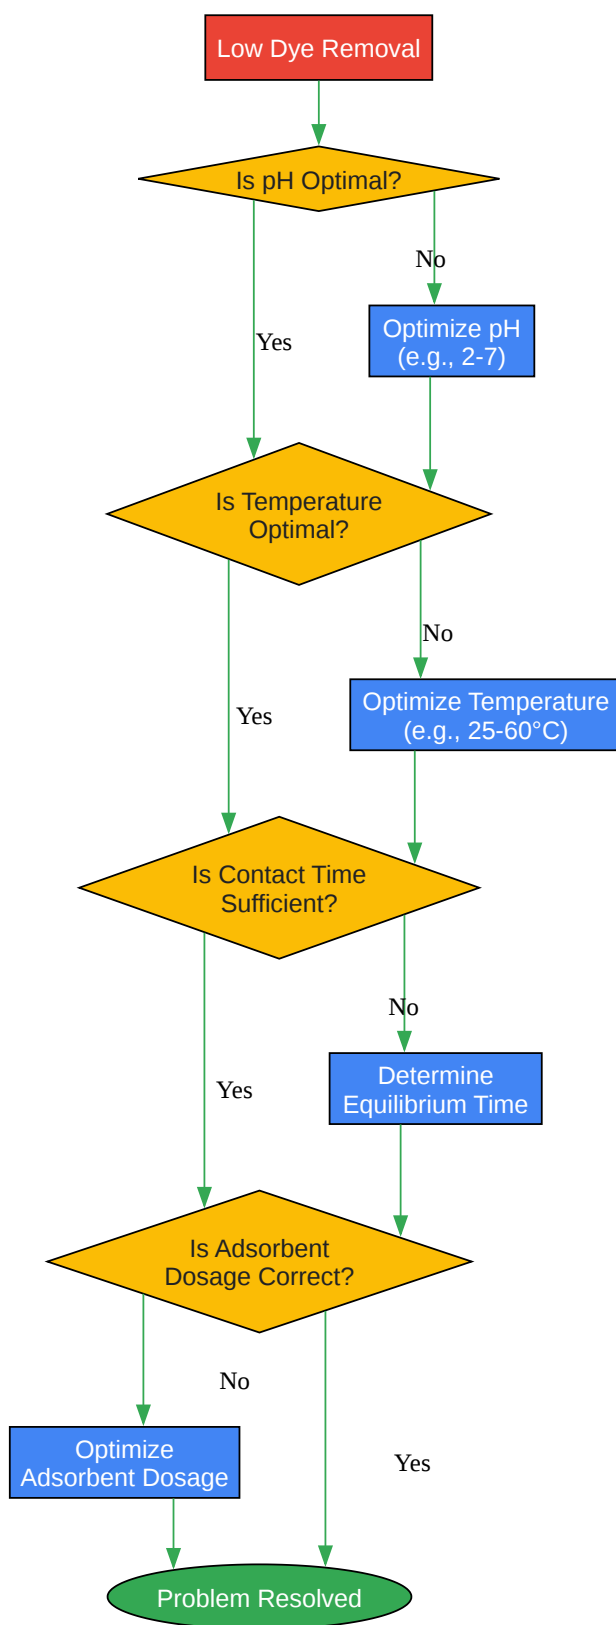 Low Dye Removal
Is pH Optimal?
No
Yes
Optimize pH
(e.g., 2-7)
Is Temperature
Optimal?
No
Yes
Optimize Temperature
(e.g., 25-60°C)
Is Contact Time
Sufficient?
No
Yes
Determine
Equilibrium Time
Is Adsorbent
Dosage Correct?
No
Yes
Optimize
Adsorbent Dosage
Problem Resolved